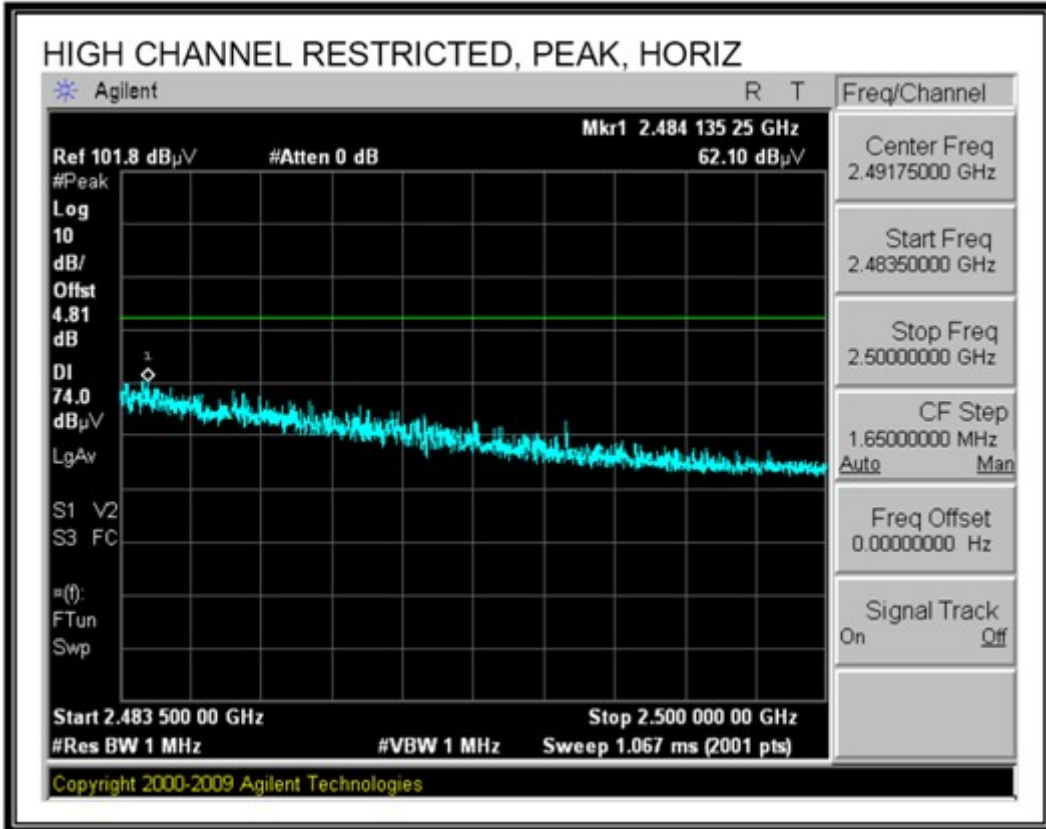 HIGH CHANNEL RESTRICTED, PEAK, HORIZ
Agilent R T
Mkr1 2.484 135 25 GHz
Ref 101.8 dBµV #Atten 0 dB 62.10 dBµV
#Peak
Log
10
dB/
Offst
4.81
dB
1
DI
74.0
dBµV
LgAv
S1 V2
S3 FC
¤(f):
FTun
Swp
Start 2.483 500 00 GHz Stop 2.500 000 00 GHz
#Res BW 1 MHz #VBW 1 MHz Sweep 1.067 ms (2001 pts)
Copyright 2000-2009 Agilent Technologies
Freq/Channel
Center Freq
2.49175000 GHz
Start Freq
2.48350000 GHz
Stop Freq
2.50000000 GHz
CF Step
1.65000000 MHz
Auto Man
Freq Offset
0.00000000 Hz
Signal Track
On Off